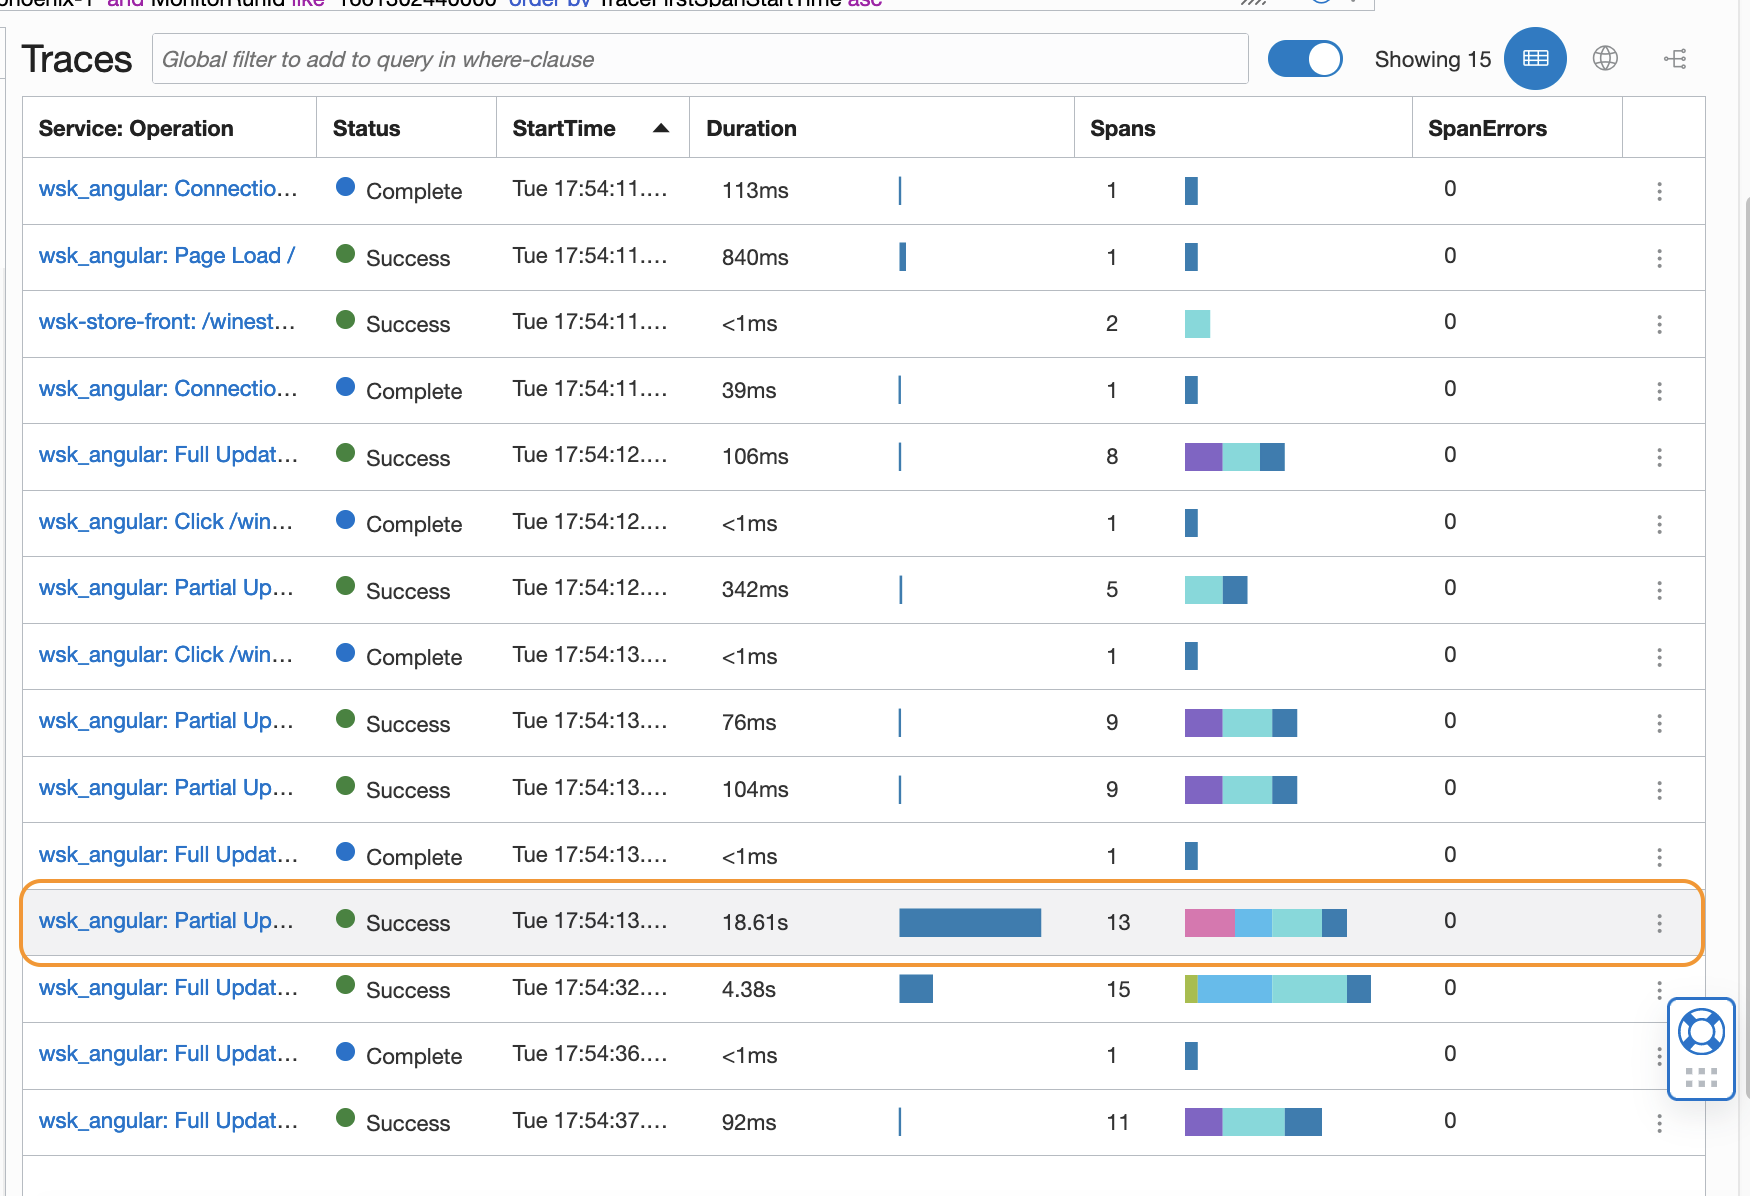 and MonitorRunId like '1661302440000' order by TraceFirstSpanStartTime asc
Traces Global filter to add to query in where-clause Showing 15
Service: Operation Status StartTime Duration Spans SpanErrors
wsk_angular: Connectio... Complete Tue 17:54:11.... 113ms 1 0
wsk_angular: Page Load / Success Tue 17:54:11.... 840ms 1 0
wsk-store-front: /winest... Success Tue 17:54:11.... <1ms 2 0
wsk_angular: Connectio... Complete Tue 17:54:11.... 39ms 1 0
wsk_angular: Full Updat... Success Tue 17:54:12.... 106ms 8 0
wsk_angular: Click /win... Complete Tue 17:54:12.... <1ms 1 0
wsk_angular: Partial Up... Success Tue 17:54:12.... 342ms 5 0
wsk_angular: Click /win... Complete Tue 17:54:13.... <1ms 1 0
wsk_angular: Partial Up... Success Tue 17:54:13.... 76ms 9 0
wsk_angular: Partial Up... Success Tue 17:54:13.... 104ms 9 0
wsk_angular: Full Updat... Complete Tue 17:54:13.... <1ms 1 0
wsk_angular: Partial Up... Success Tue 17:54:13.... 18.61s 13 0
wsk_angular: Full Updat... Success Tue 17:54:32.... 4.38s 15 0
wsk_angular: Full Updat... Complete Tue 17:54:36.... <1ms 1 0
wsk_angular: Full Updat... Success Tue 17:54:37.... 92ms 11 0